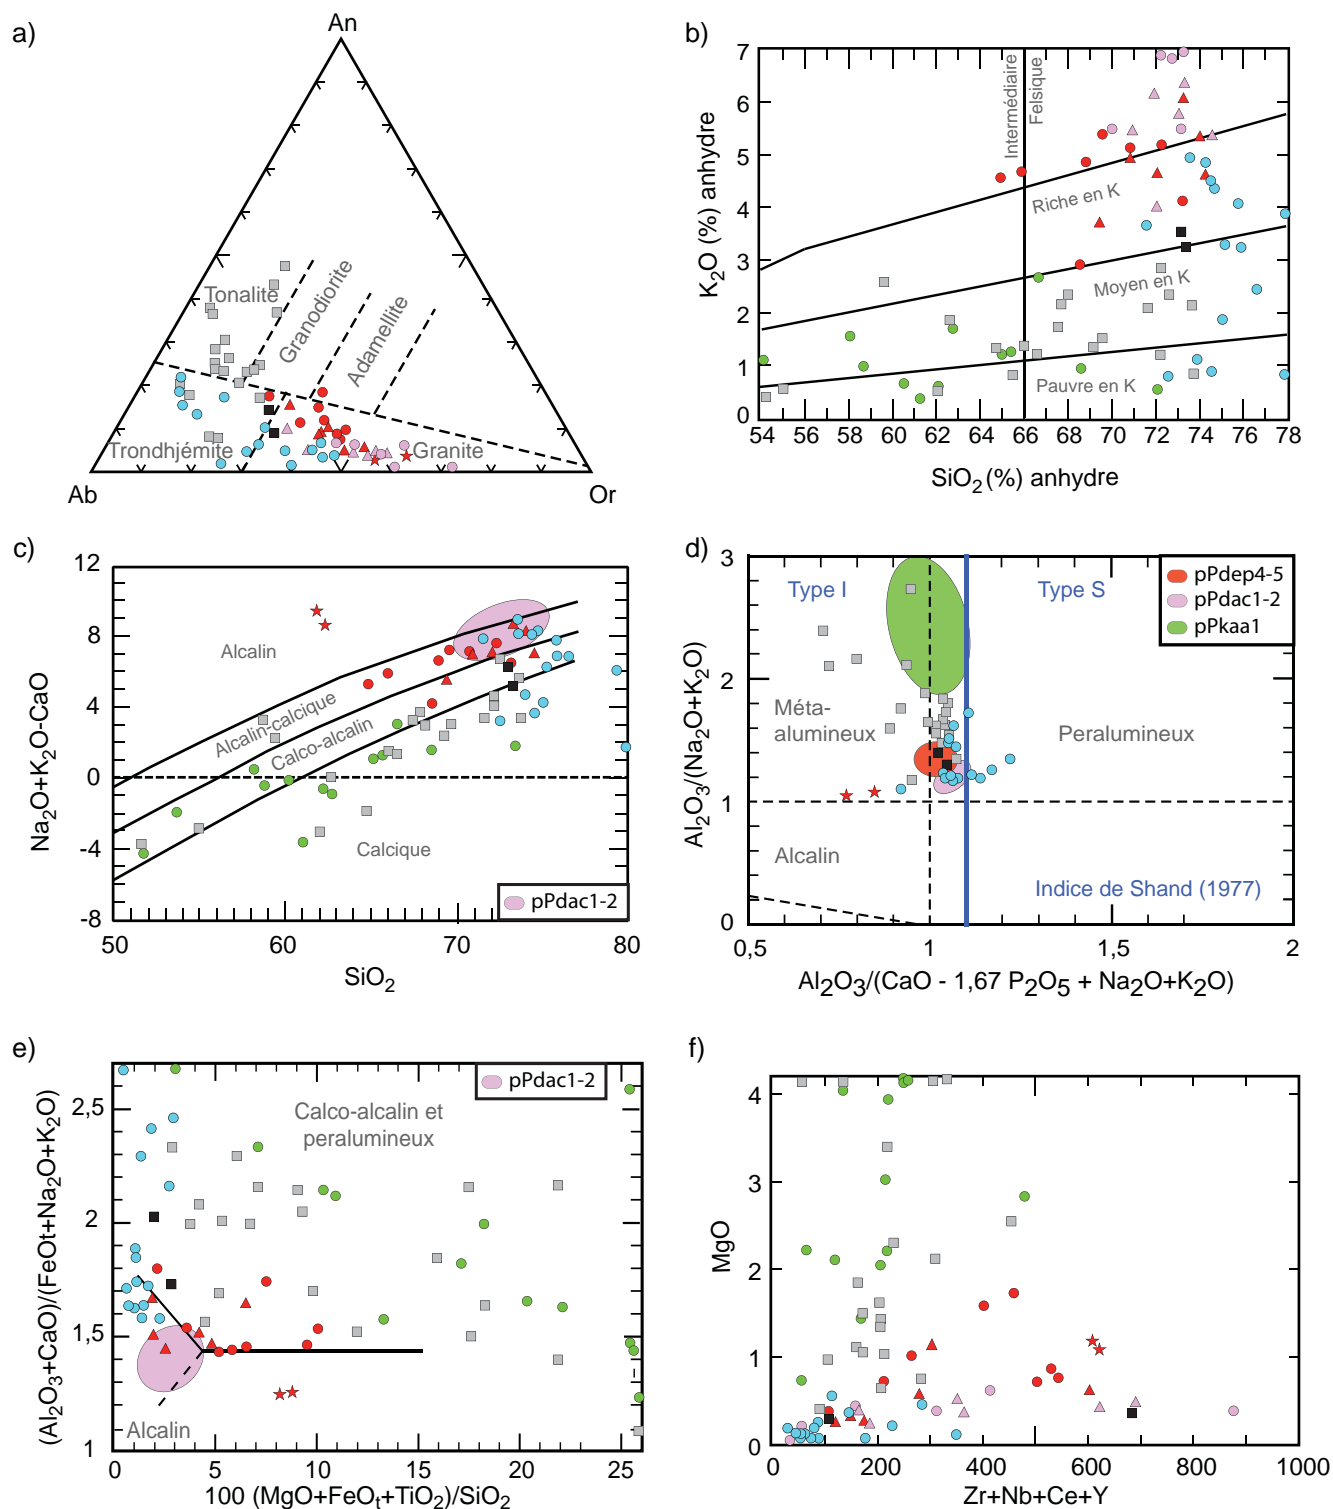 a)
An
Tonalité
Granodiorite
Adamellite
Trondhjémite
Granite
Ab
Or
b)
K2O (%) anhydre
7
6
5
4
3
2
1
0
Intermédiaire
Felsique
Riche en K
Moyen en K
Pauvre en K
54 56 58 60 62 64 66 68 70 72 74 76 78
SiO2 (%) anhydre
c)
Na2O+K2O-CaO
12
8
4
0
-4
-8
Alcalin
Alcalin-calcique
Calco-alcalin
Calcique
pPdac1-2
50 60 70 80
SiO2
d)
Al2O3/(Na2O+K2O)
3
2
1
0
Type I
Type S
pPdep4-5
pPdac1-2
pPkaa1
Méta-
alumineux
Peralumineux
Alcalin
Indice de Shand (1977)
0,5 1 1,5 2
Al2O3/(CaO - 1,67 P2O5 + Na2O+K2O)
e)
(Al2O3+CaO)/(FeOt+Na2O+K2O)
2,5
2
1,5
1
pPdac1-2
Calco-alcalin et
peralumineux
Alcalin
0 5 10 15 20 25
100 (MgO+FeOt+TiO2)/SiO2
f)
MgO
4
3
2
1
0
0 200 400 600 800 1000
Zr+Nb+Ce+Y